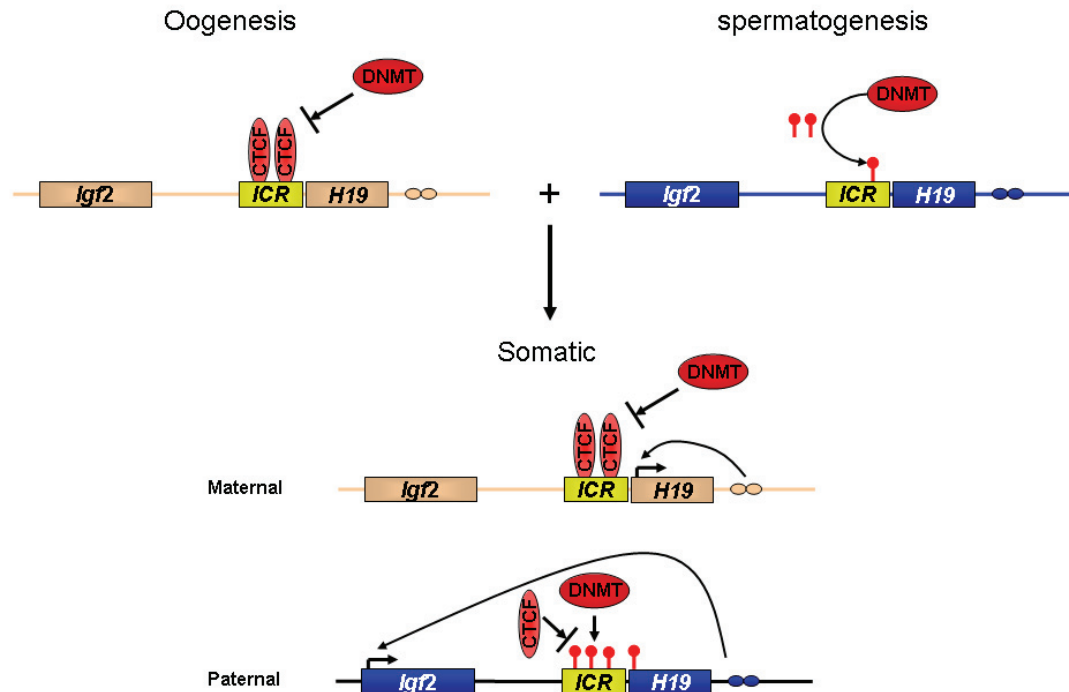 Oogenesis
spermatogenesis
DNMT
CTCF CTCF
Igf2 ICR H19
+
DNMT
Igf2 ICR H19
Somatic
DNMT
CTCF CTCF
Maternal Igf2 ICR H19
CTCF DNMT
Paternal Igf2 ICR H19